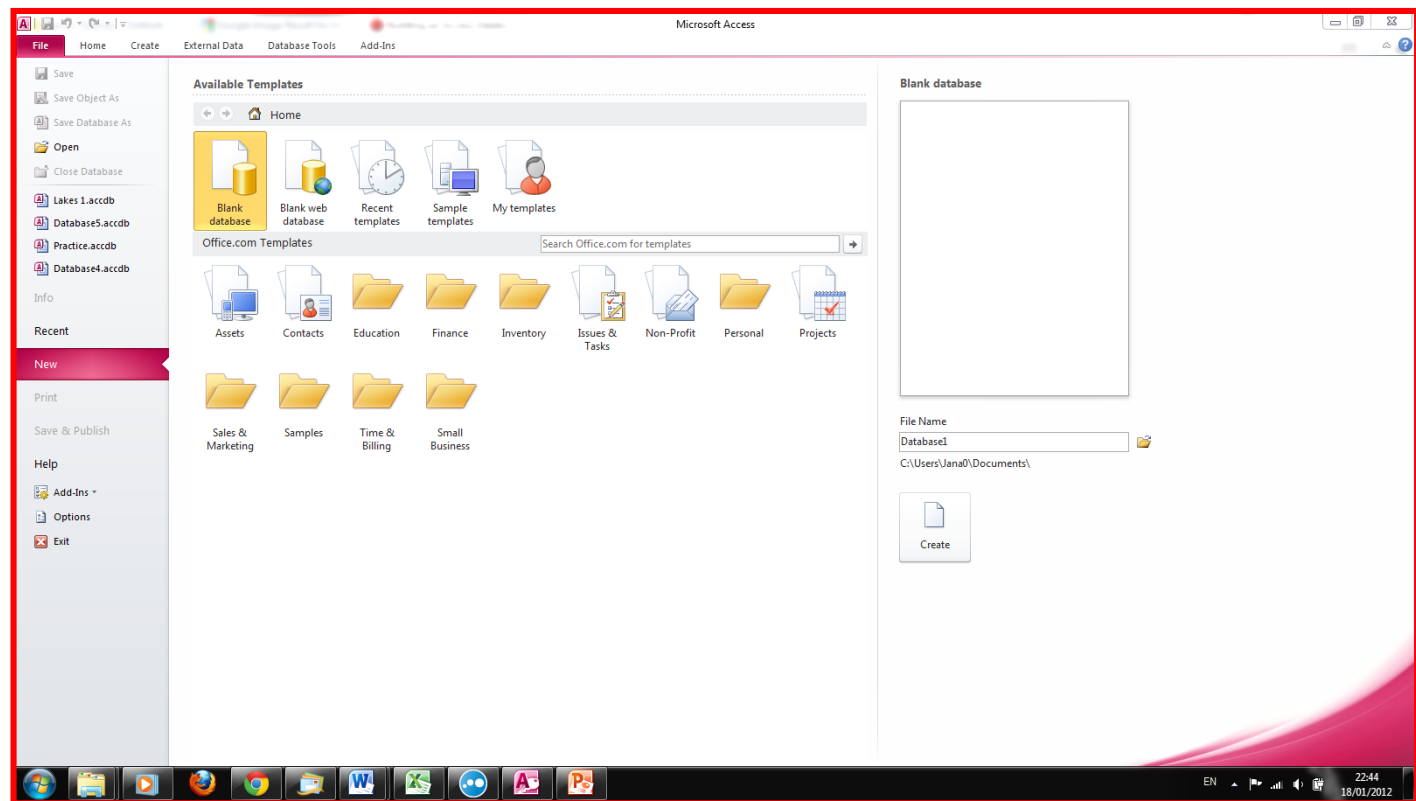 Microsoft Access
File Home Create External Data Database Tools Add-Ins
Save
Save Object As
Save Database As
Open
Close Database
Lakes 1.accdb
Database5.accdb
Practice.accdb
Database4.accdb
Info
Recent
New
Print
Save & Publish
Help
Add-Ins
Options
Exit
Available Templates
Home
Blank
database
Blank web
database
Recent
templates
Sample
templates
My templates
Office.com Templates
Search Office.com for templates
Assets
Contacts
Education
Finance
Inventory
Issues &
Tasks
Non-Profit
Personal
Projects
Sales &
Marketing
Samples
Time &
Billing
Small
Business
Blank database
File Name
Database1
C:\Users\Jana0\Documents\
Create
EN
22:44
18/01/2012